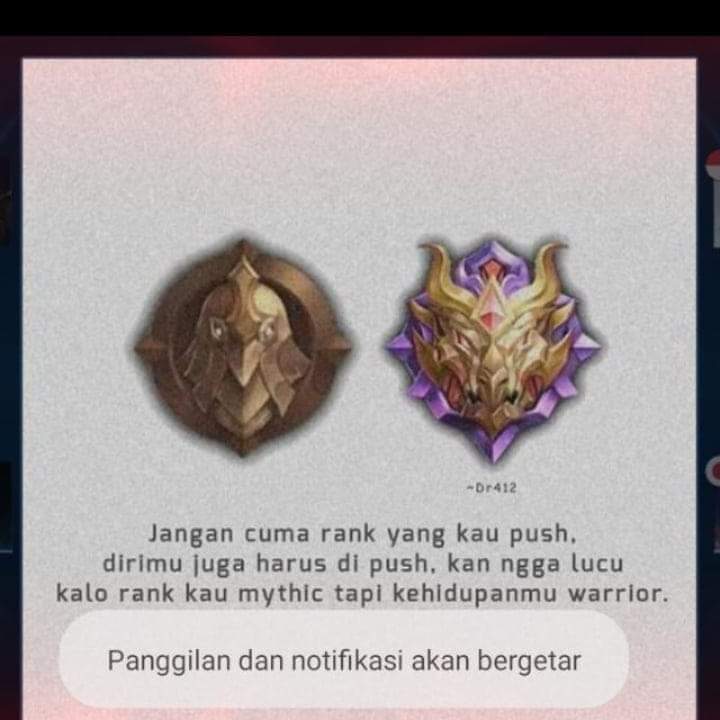 ~Dr412
Jangan cuma rank yang kau push,
dirimu juga harus di push, kan ngga lucu
kalo rank kau mythic tapi kehidupanmu warrior.
Panggilan dan notifikasi akan bergetar